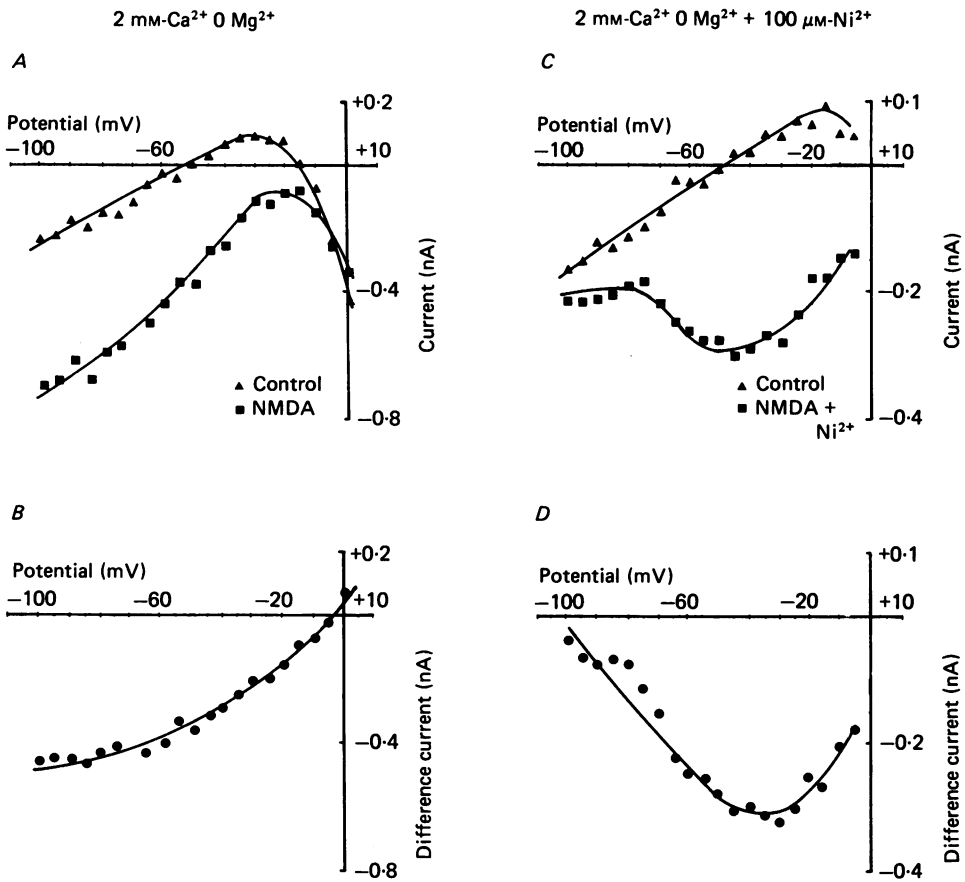 2 mM-Ca²⁺ 0 Mg²⁺
2 mM-Ca²⁺ 0 Mg²⁺ + 100 μM-Ni²⁺
A
Potential (mV)
−100
−60
−20
+10
+0·2
−0·4
−0·8
Current (nA)
▲ Control
■ NMDA
C
Potential (mV)
−100
−60
−20
+10
+0·1
−0·2
−0·4
Current (nA)
▲ Control
■ NMDA +
Ni²⁺
B
Potential (mV)
−100
−60
−20
+10
+0·2
−0·4
−0·8
Difference current (nA)
D
Potential (mV)
−100
−60
−20
+10
+0·1
−0·2
−0·4
Difference current (nA)